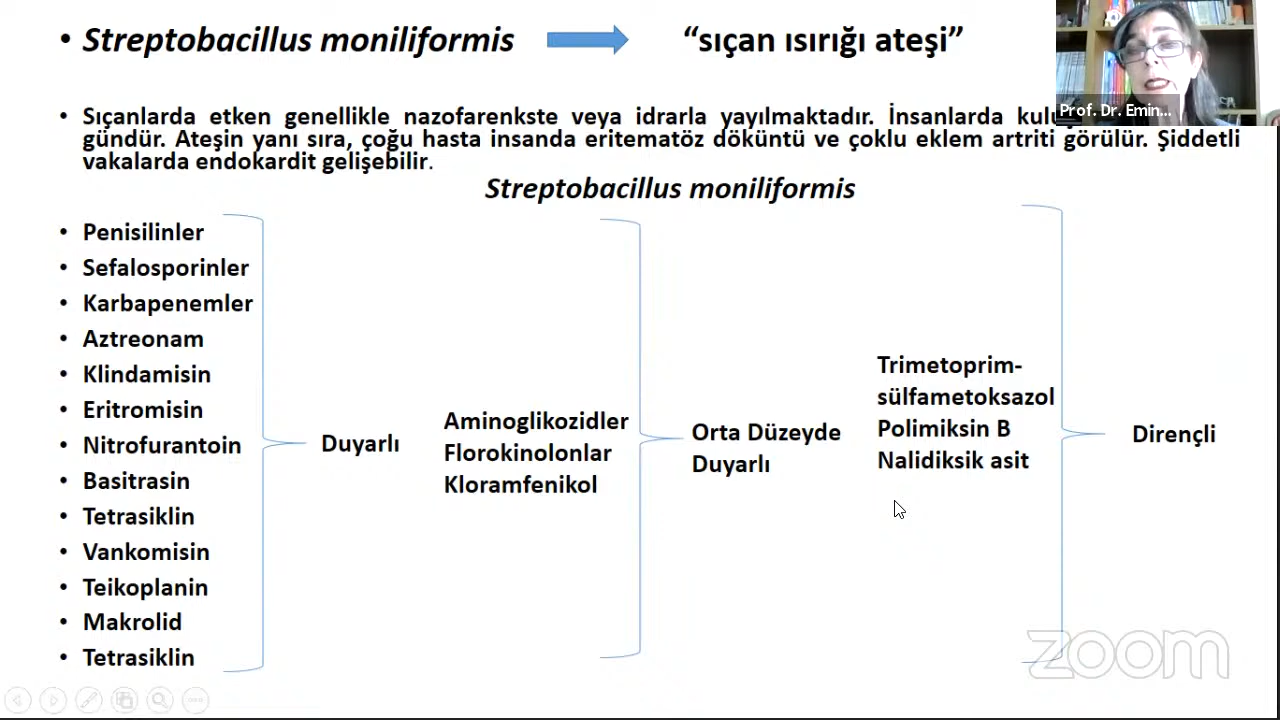 • Streptobacillus moniliformis
“sıçan ısırığı ateşi”
Prof. Dr. Emin...
• Sıçanlarda etken genellikle nazofarenkste veya idrarla yayılmaktadır. İnsanlarda
gündür. Ateşin yanı sıra, çoğu hasta insanda eritematöz döküntü ve çoklu eklem artriti görülür. Şiddetli
vakalarda endokardit gelişebilir.
Streptobacillus moniliformis
• Penisilinler
• Sefalosporinler
• Karbapenemler
• Aztreonam
• Klindamisin
• Eritromisin
• Nitrofurantoin
• Basitrasin
• Tetrasiklin
• Vankomisin
• Teikoplanin
• Makrolid
• Tetrasiklin
Duyarlı
Aminoglikozidler
Florokinolonlar
Kloramfenikol
Orta Düzeyde
Duyarlı
Trimetoprim-
sülfametoksazol
Polimiksin B
Nalidiksik asit
Dirençli
zoom